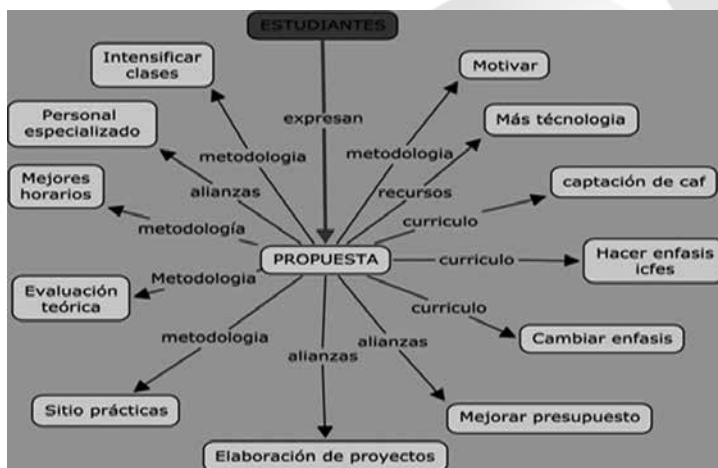 ESTUDIANTES
Intensificar
clases
Motivar
Personal
especializado
expresan
Más técnologia
metodologia
metodologia
Mejores
horarios
alianzas
recursos
captación de caf
metodología
curriculo
PROPUESTA
curriculo
Hacer enfasis
icfes
Evaluación
teórica
Metodologia
curriculo
metodologia
alianzas
alianzas
Cambiar enfasis
Sitio prácticas
Mejorar presupuesto
Elaboración de proyectos